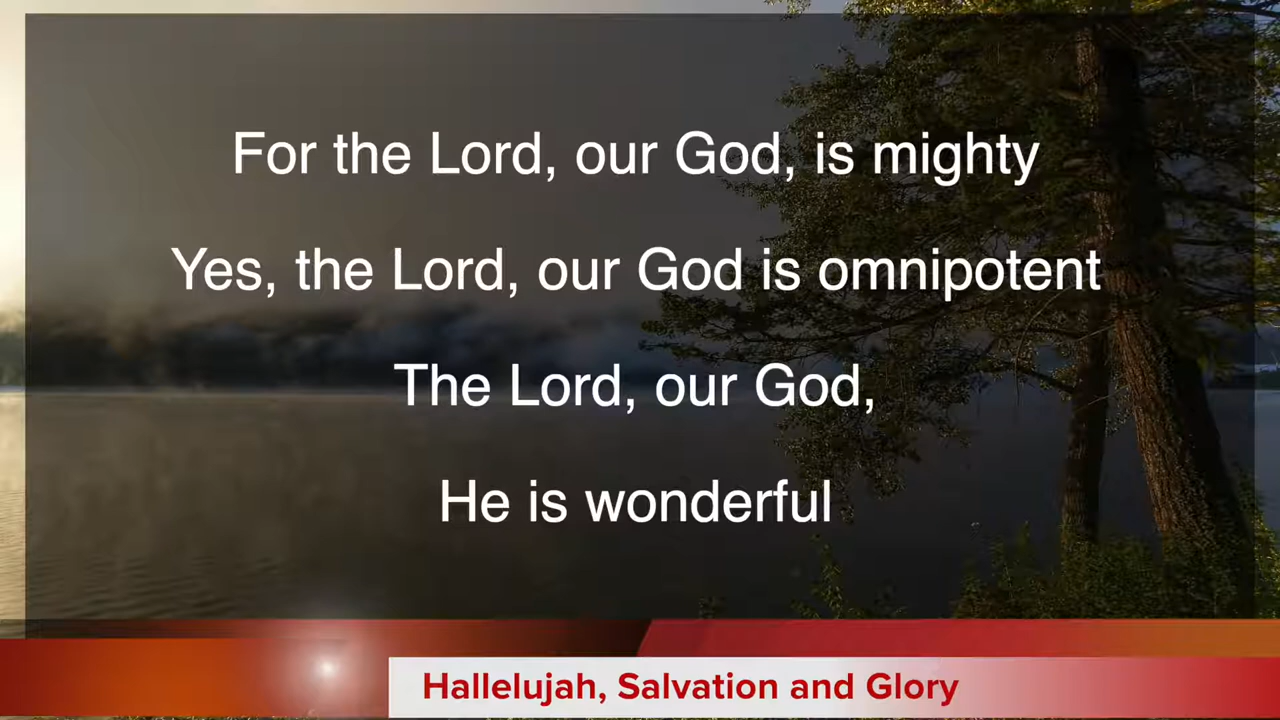 For the Lord, our God, is mighty
Yes, the Lord, our God is omnipotent
The Lord, our God,
He is wonderful
Hallelujah, Salvation and Glory